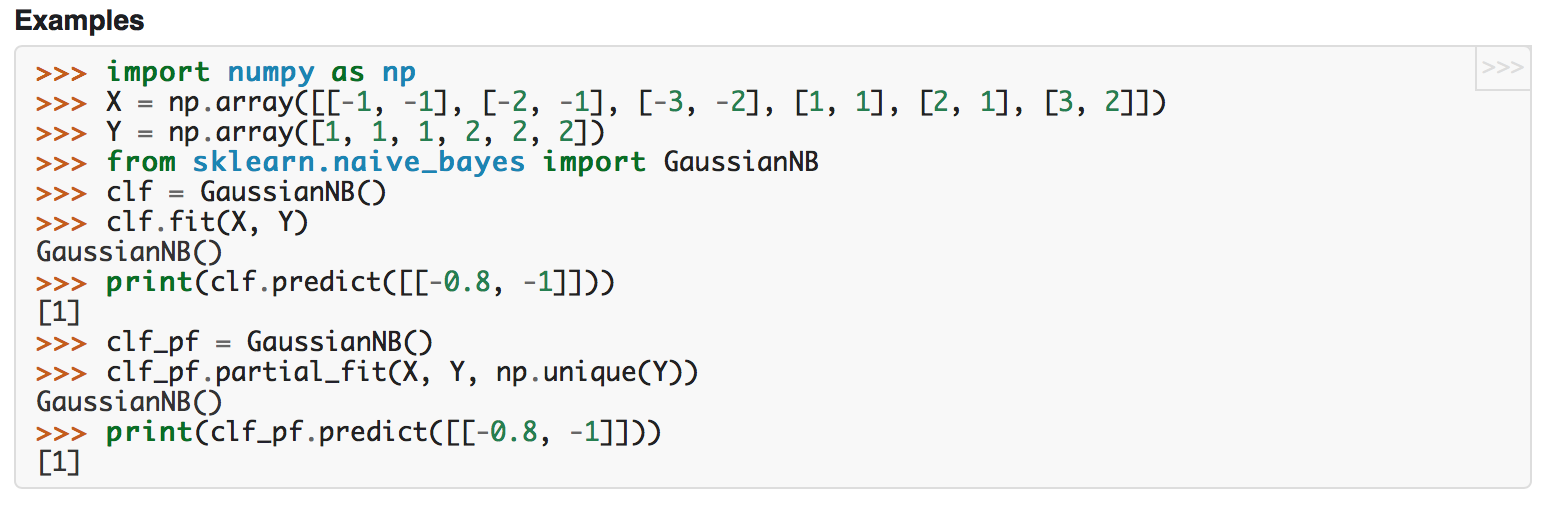 Examples
>>>
>>> import numpy as np
>>> X = np.array([[-1, -1], [-2, -1], [-3, -2], [1, 1], [2, 1], [3, 2]])
>>> Y = np.array([1, 1, 1, 2, 2, 2])
>>> from sklearn.naive_bayes import GaussianNB
>>> clf = GaussianNB()
>>> clf.fit(X, Y)
GaussianNB()
>>> print(clf.predict([[-0.8, -1]]))
[1]
>>> clf_pf = GaussianNB()
>>> clf_pf.partial_fit(X, Y, np.unique(Y))
GaussianNB()
>>> print(clf_pf.predict([[-0.8, -1]]))
[1]